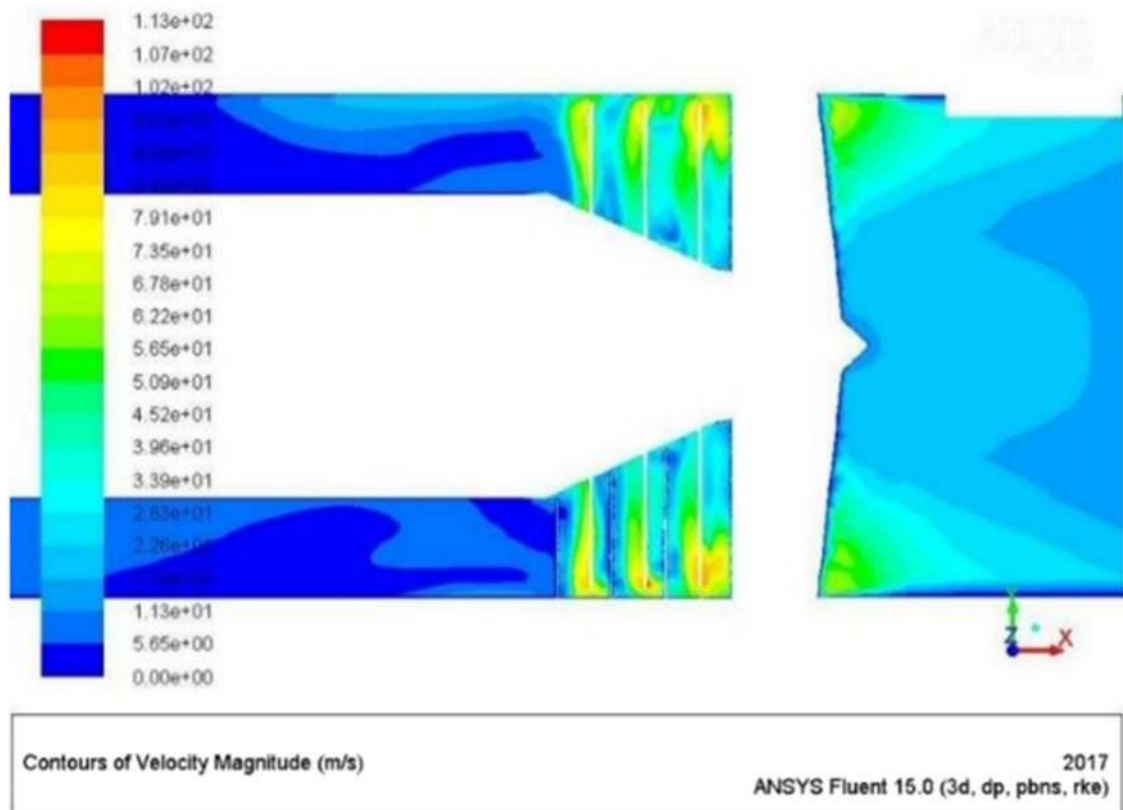 1.13e+02
1.07e+02
1.02e+02
7.91e+01
7.35e+01
6.78e+01
6.22e+01
5.65e+01
5.09e+01
4.52e+01
3.96e+01
3.39e+01
2.83e+01
2.26e+01
1.13e+01
5.65e+00
0.00e+00
Y
Z X
Contours of Velocity Magnitude (m/s)
2017
ANSYS Fluent 15.0 (3d, dp, pbns, rke)